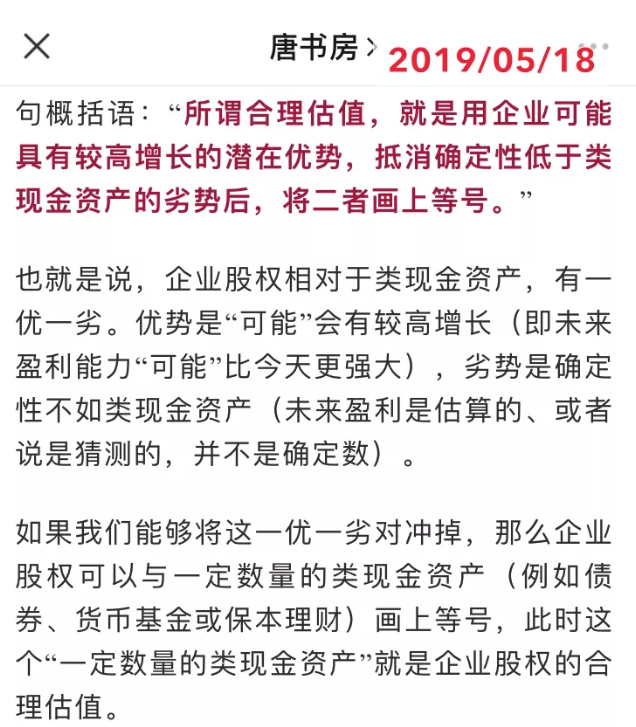 唐书房
2019/05/18
句概括语：“所谓合理估值，就是用企业可能
具有较高增长的潜在优势，抵消确定性低于类
现金资产的劣势后，将二者画上等号。”
也就是说，企业股权相对于类现金资产，有一
优一劣。优势是“可能”会有较高增长（即未来
盈利能力“可能”比今天更强大），劣势是确定
性不如类现金资产（未来盈利是估算的、或者
说是猜测的，并不是确定数）。
如果我们能够将这一优一劣对冲掉，那么企业
股权可以与一定数量的类现金资产（例如债
券、货币基金或保本理财）画上等号，此时这
个“一定数量的类现金资产”就是企业股权的合
理估值。